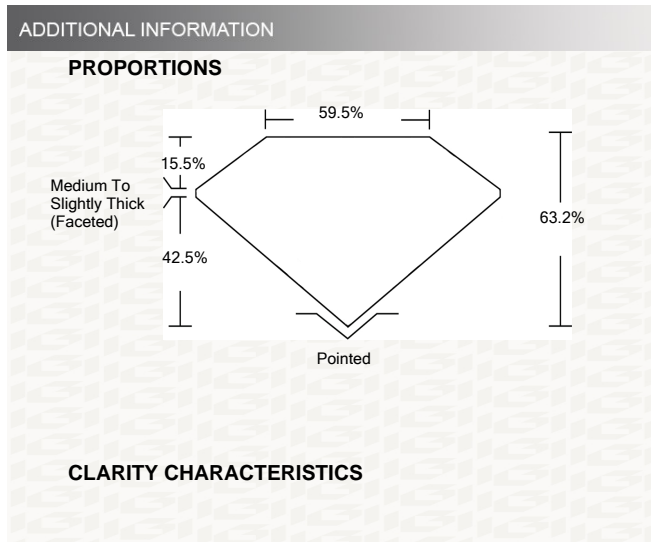 ADDITIONAL INFORMATION
PROPORTIONS
59.5%
15.5%
Medium To
Slightly Thick
(Faceted)
63.2%
42.5%
Pointed
CLARITY CHARACTERISTICS